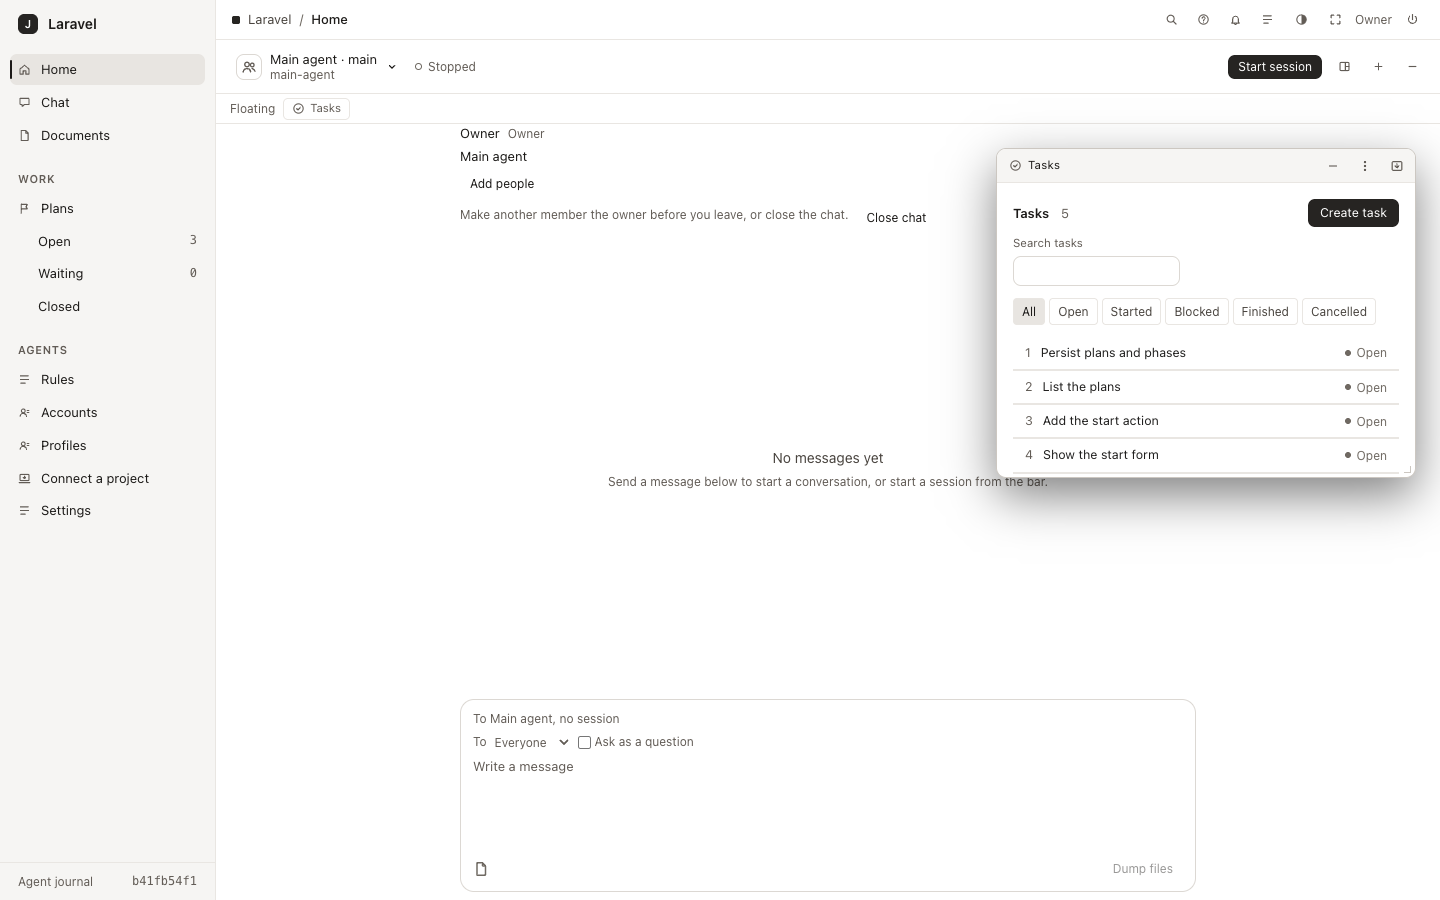 J Laravel
Home
Chat
Documents
WORK
Plans
Open 3
Waiting 0
Closed
AGENTS
Rules
Accounts
Profiles
Connect a project
Settings
Agent journal b41fb54f1
Laravel / Home
Owner
Main agent · main
main-agent
Stopped
Start session
Floating Tasks
Owner Owner
Main agent
Add people
Make another member the owner before you leave, or close the chat. Close chat
No messages yet
Send a message below to start a conversation, or start a session from the bar.
Tasks
Tasks 5 Create task
Search tasks
All Open Started Blocked Finished Cancelled
1 Persist plans and phases Open
2 List the plans Open
3 Add the start action Open
4 Show the start form Open
To Main agent, no session
To Everyone Ask as a question
Write a message
Dump files